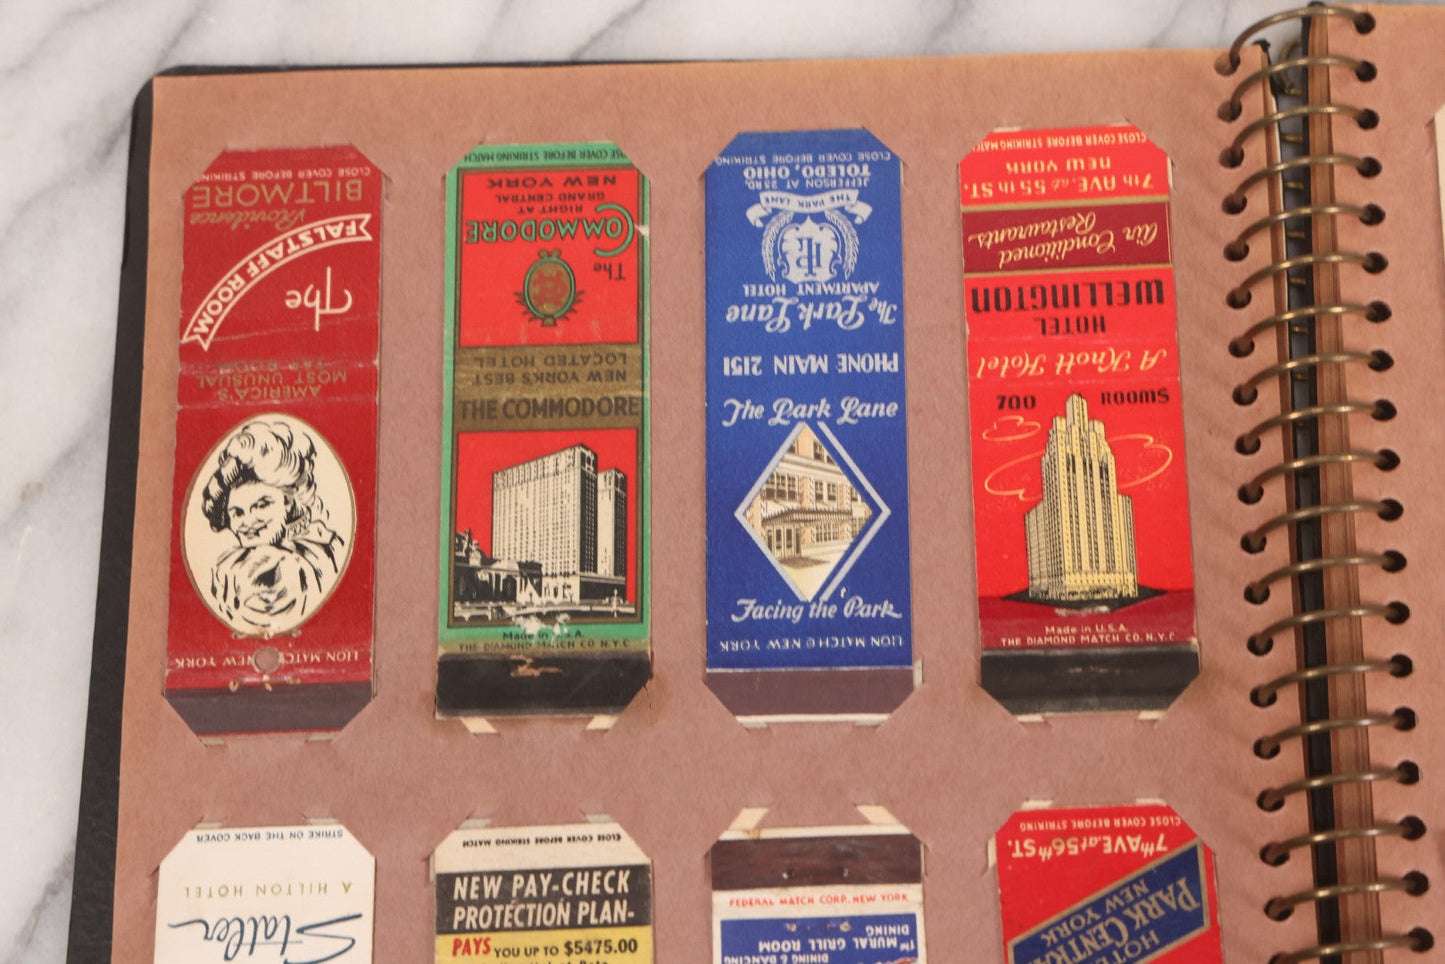 CLOSE COVER BEFORE STRIKING
BILTMORE
Providence
FALSTAFF ROOM
The
AMERICA'S
MOST UNUSUAL
TAP ROOM
LION MATCH NEW YORK
CLOSE COVER BEFORE STRIKING MATCH
NEW YORK
GRAND CENTRAL
RIGHT AT
COMMODORE
The
NEW YORK'S BEST
LOCATED HOTEL
THE COMMODORE
Made in U.S.A.
THE DIAMOND MATCH CO. N.Y.C
CLOSE COVER BEFORE STRIKING
TOLEDO, OHIO
JEFFERSON AT 23RD.
THE PARK LANE
PL
The Park Lane
APARTMENT HOTEL
PHONE MAIN 2151
The Park Lane
Facing the Park
LION MATCH NEW YORK
CLOSE COVER BEFORE STRIKING MATCH
7th AVE. at 55th ST.
NEW YORK
Air Conditioned
Restaurants
HOTEL
WELLINGTON
A Knott Hotel
700 ROOMS
Made in U.S.A.
THE DIAMOND MATCH CO. N.Y.C.
STRIKE ON THE BACK COVER
A HILTON HOTEL
Statler
CLOSE COVER BEFORE STRIKING MATCH
NEW PAY-CHECK
PROTECTION PLAN-
PAYS YOU UP TO $5475.00
FEDERAL MATCH CORP. NEW YORK
DINING
MURAL GRILL ROOM
DINING & DANCING
CLOSE COVER BEFORE STRIKING
7th AVE. at 56th ST.
HOTEL
PARK CENTRAL
NEW YORK